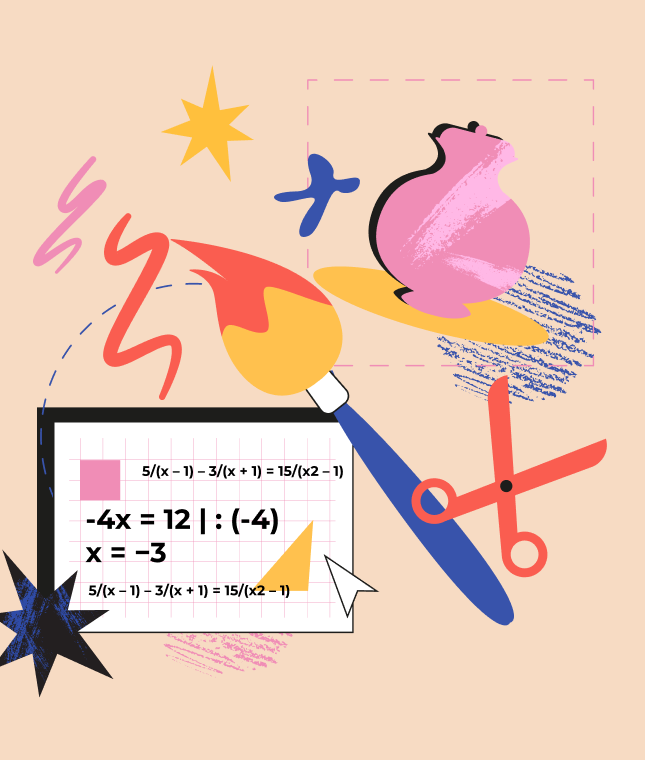 5/(x – 1) – 3/(x + 1) = 15/(x2 – 1)
-4x = 12 | : (-4)
x = –3
5/(x – 1) – 3/(x + 1) = 15/(x2 – 1)